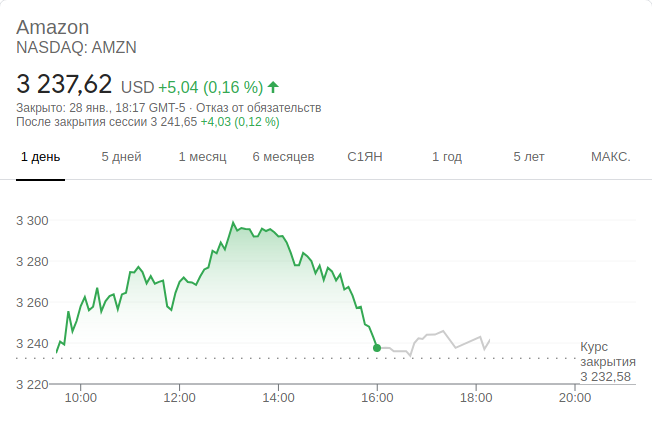 Amazon
NASDAQ: AMZN
3 237,62 USD +5,04 (0,16 %)
Закрыто: 28 янв., 18:17 GMT-5 · Отказ от обязательств
После закрытия сессии 3 241,65 +4,03 (0,12 %)
1 день 5 дней 1 месяц 6 месяцев С1ЯН 1 год 5 лет МАКС.
3 300
3 280
3 260
3 240
3 220
Курс
закрытия
3 232,58
10:00 12:00 14:00 16:00 18:00 20:00